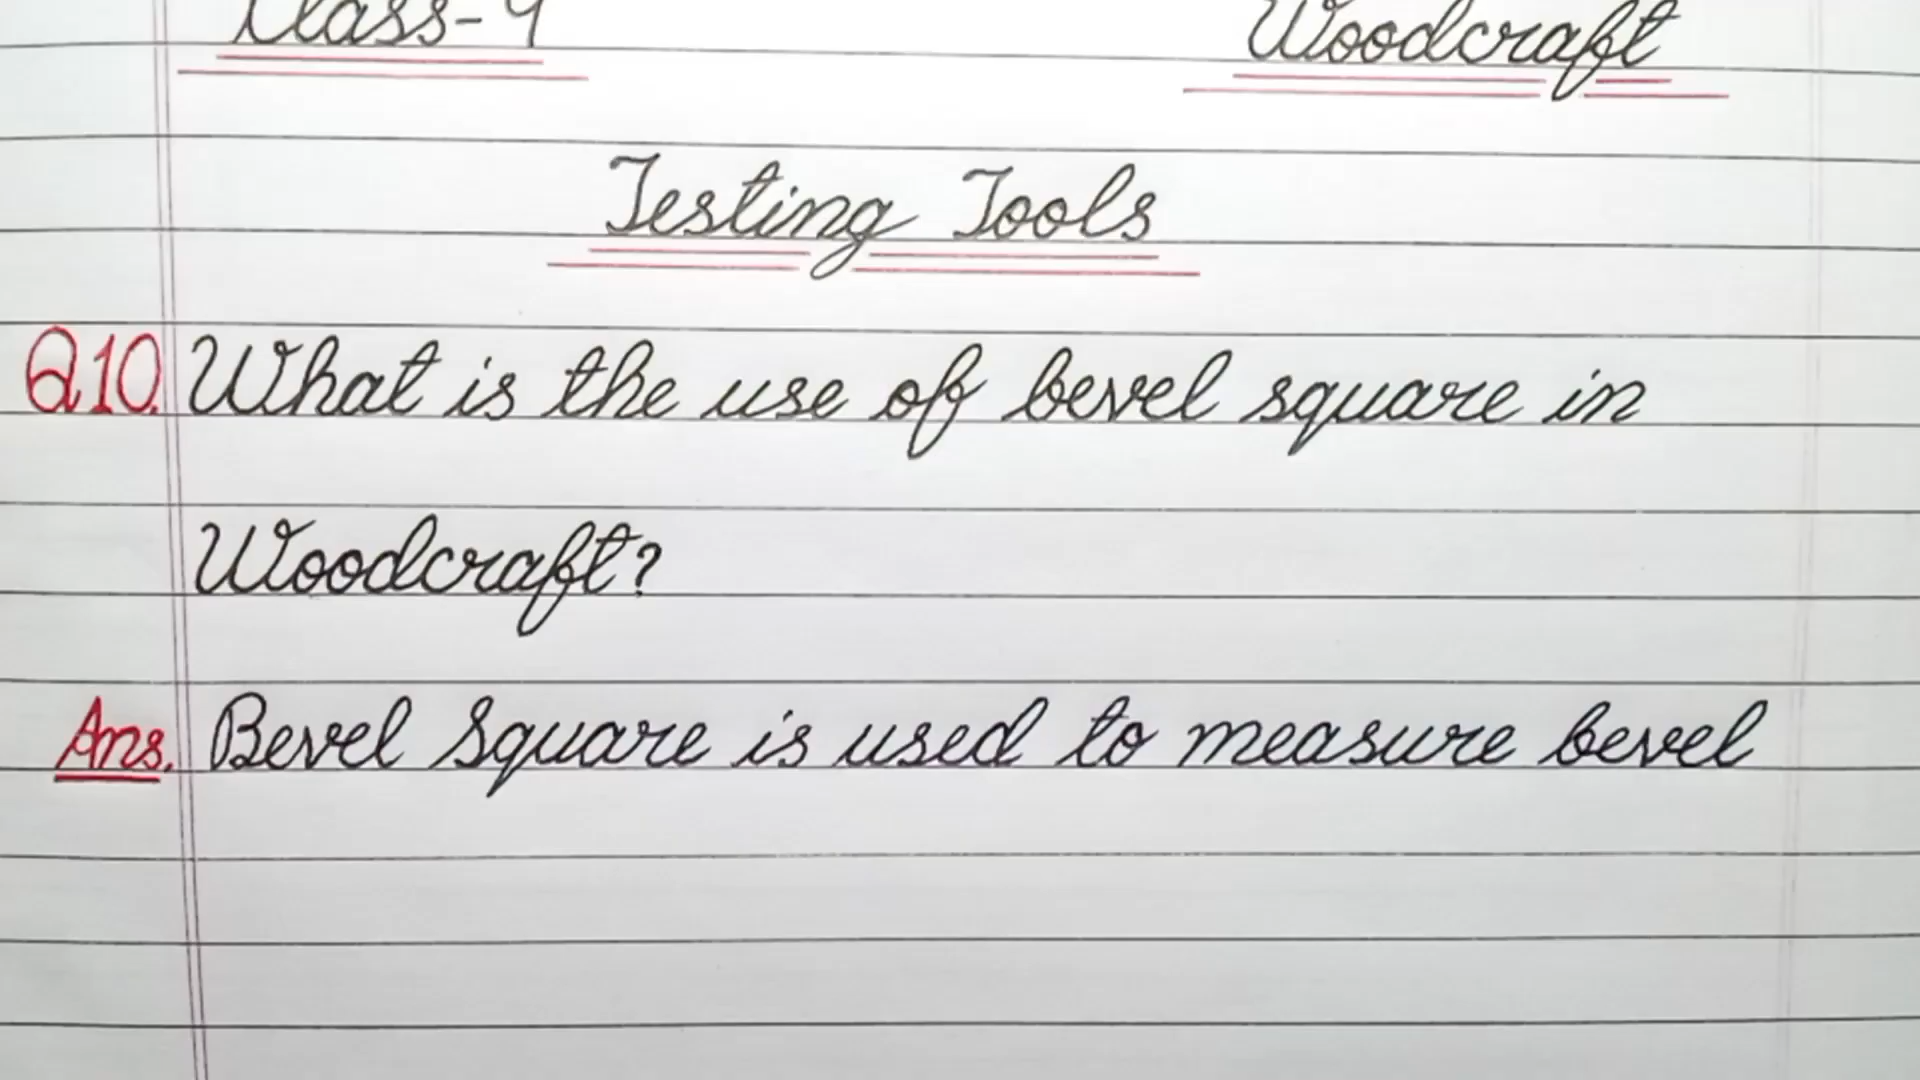 Class-9 Woodcraft
Testing Tools
Q10. What is the use of bevel square in
Woodcraft?
Ans. Bevel Square is used to measure bevel